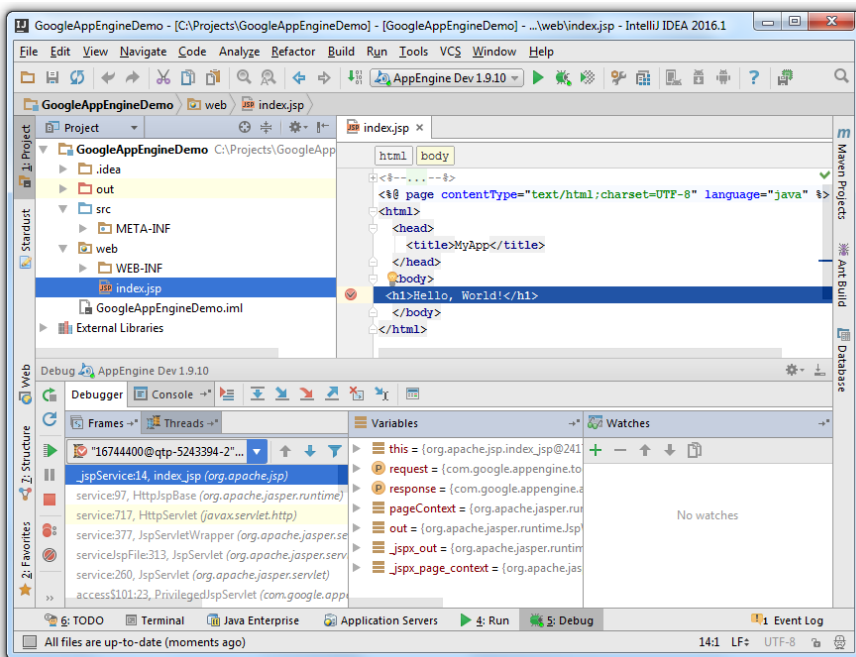 GoogleAppEngineDemo - [C:\Projects\GoogleAppEngineDemo] - [GoogleAppEngineDemo] - ...\web\index.jsp - IntelliJ IDEA 2016.1
File Edit View Navigate Code Analyze Refactor Build Run Tools VCS Window Help
AppEngine Dev 1.9.10
GoogleAppEngineDemo web index.jsp
1: Project
Stardust
Web
7: Structure
2: Favorites
Project
GoogleAppEngineDemo C:\Projects\GoogleApp
.idea
out
src
META-INF
web
WEB-INF
index.jsp
GoogleAppEngineDemo.iml
External Libraries
index.jsp
html body
<%--...--%>
<%@ page contentType="text/html;charset=UTF-8" language="java" %>
<html>
<head>
<title>MyApp</title>
</head>
<body>
<h1>Hello, World!</h1>
</body>
</html>
Maven Projects
Ant Build
Database
Debug AppEngine Dev 1.9.10
Debugger Console
Frames Threads
"16744400@qtp-5243394-2"...
_jspService:14, index_jsp (org.apache.jsp)
service:97, HttpJspBase (org.apache.jasper.runtime)
service:717, HttpServlet (javax.servlet.http)
service:377, JspServletWrapper (org.apache.jasper.se
serviceJspFile:313, JspServlet (org.apache.jasper.serv
service:260, JspServlet (org.apache.jasper.servlet)
access$101:23, PrivilegedJspServlet (com.google.app
Variables
this = {org.apache.jsp.index_jsp@241
request = {com.google.appengine.to
response = {com.google.appengine.a
pageContext = {org.apache.jasper.rur
out = {org.apache.jasper.runtime.Jsp
_jspx_out = {org.apache.jasper.runtim
_jspx_page_context = {org.apache.jas
Watches
No watches
6: TODO Terminal Java Enterprise Application Servers 4: Run 5: Debug 1 Event Log
All files are up-to-date (moments ago) 14:1 LF UTF-8